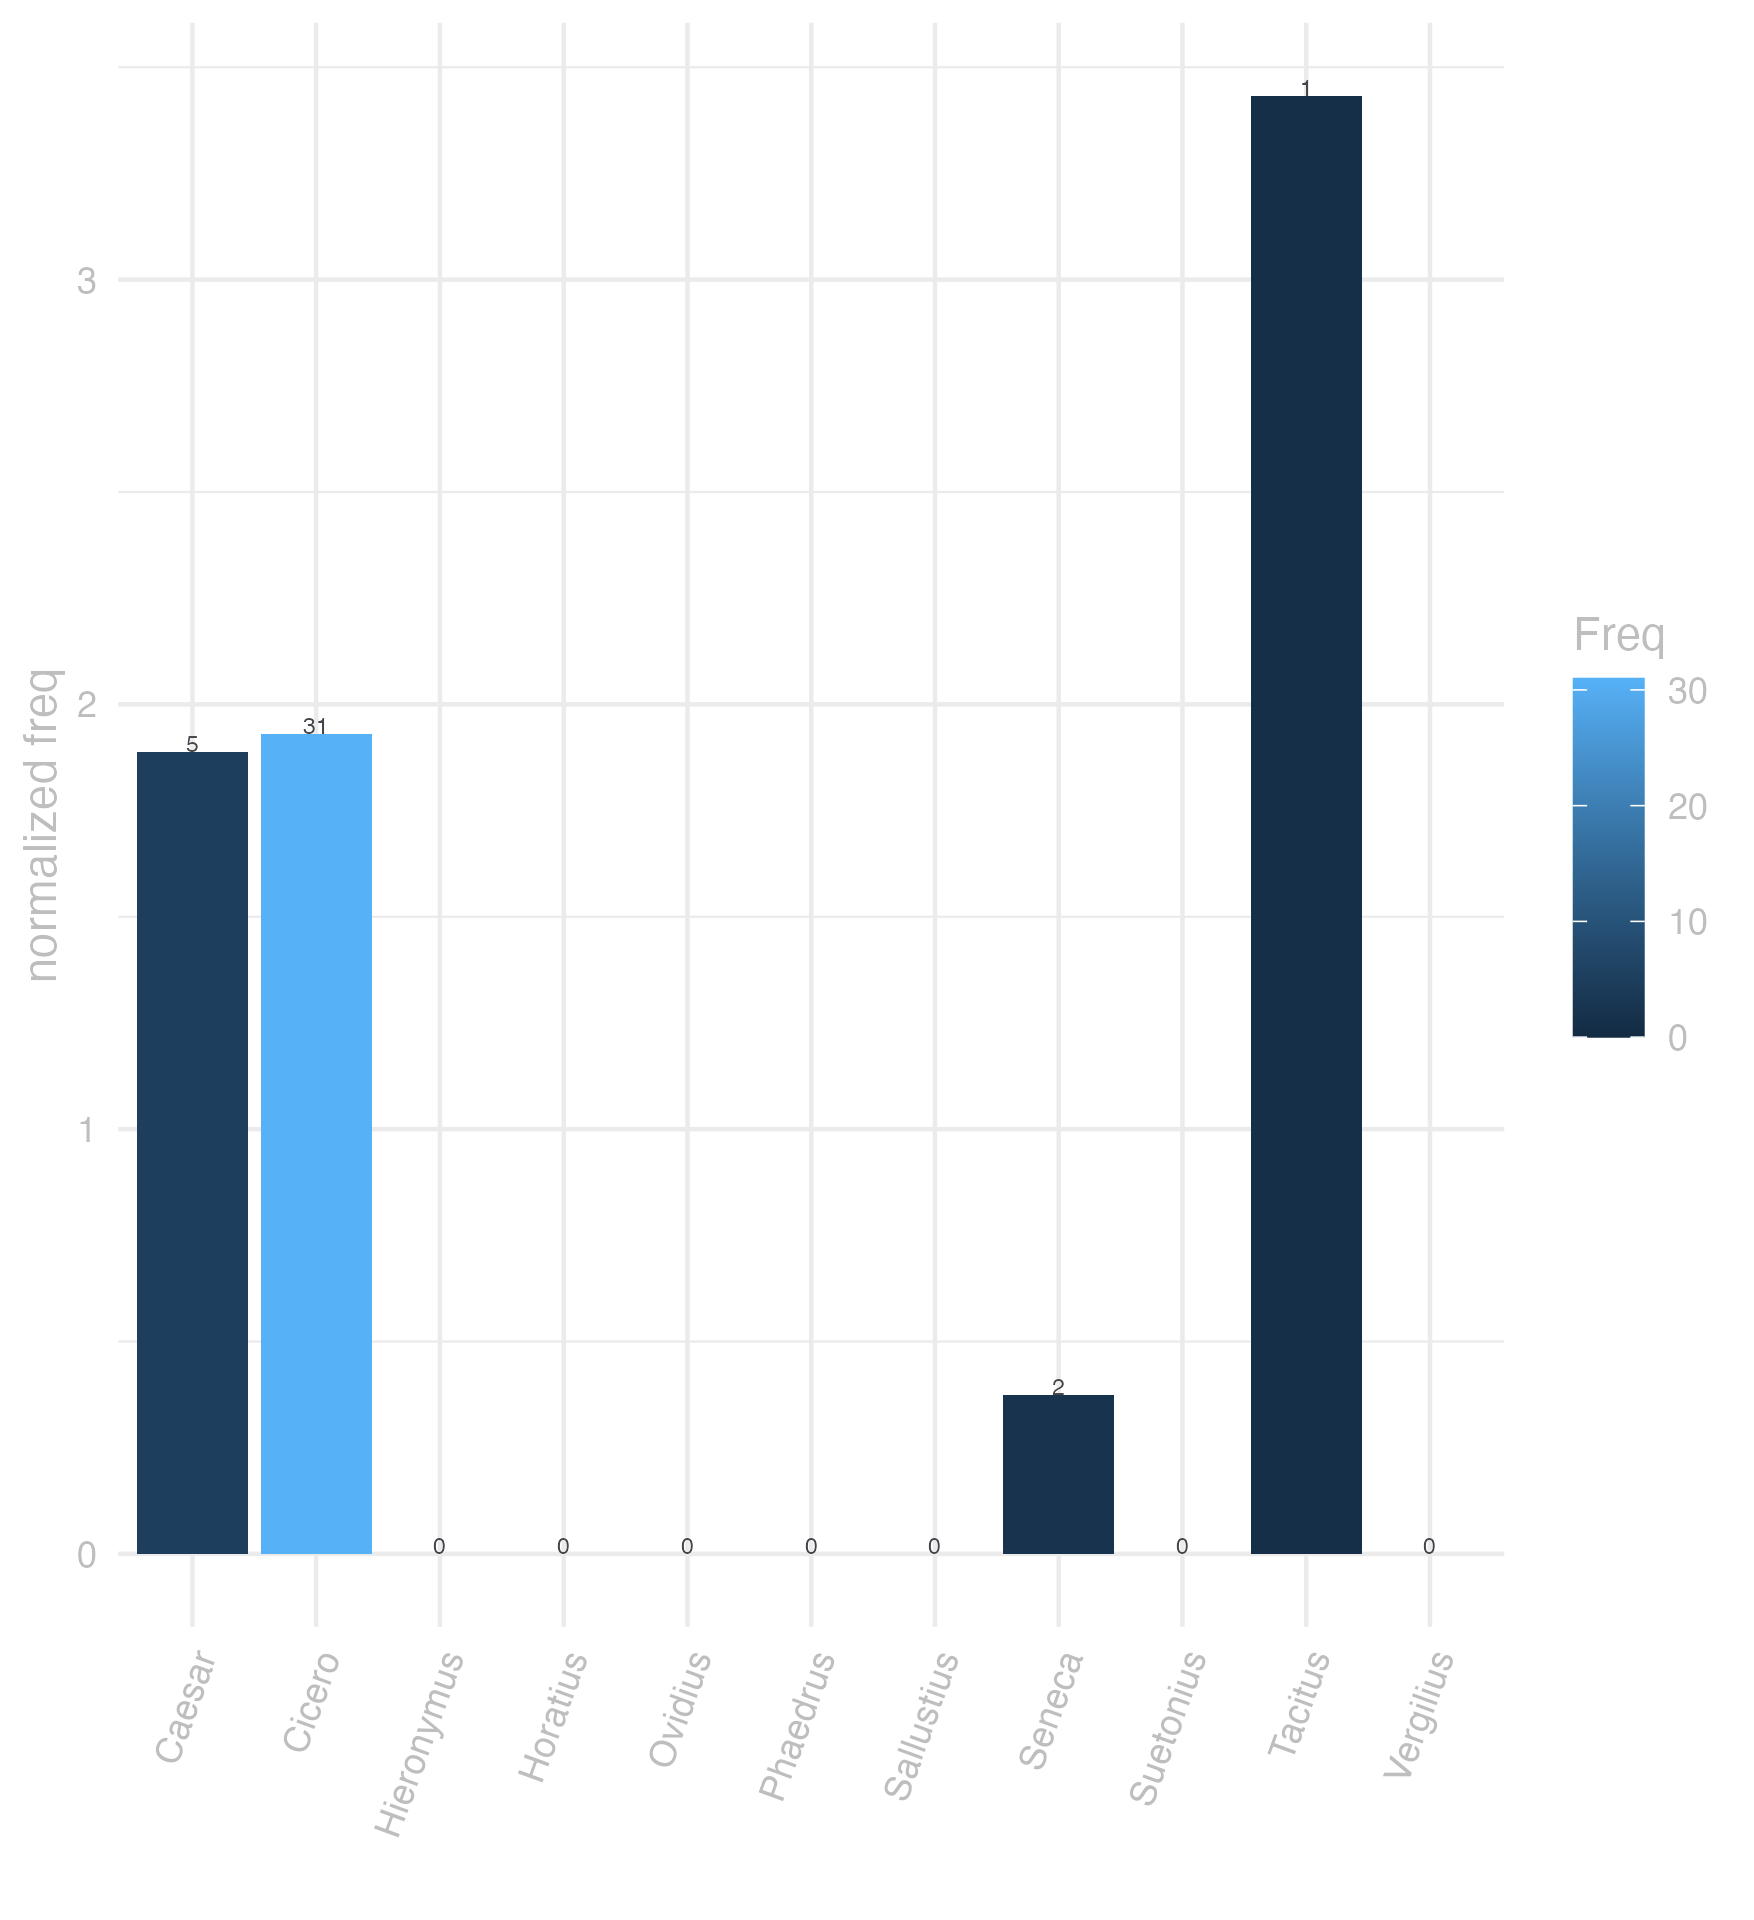 normalized freq
3
2
1
0
5
31
0
0
0
0
0
2
0
1
0
Caesar
Cicero
Hieronymus
Horatius
Ovidius
Phaedrus
Sallustius
Seneca
Suetonius
Tacitus
Vergilius
Freq
30
20
10
0